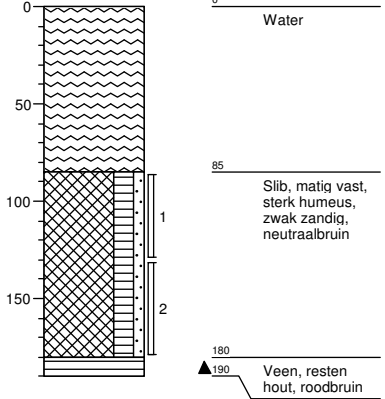 0
0
Water
50
85
Slib, matig vast,
sterk humeus,
zwak zandig,
neutraalbruin
100
1
150
2
180
190
Veen, resten
hout, roodbruin